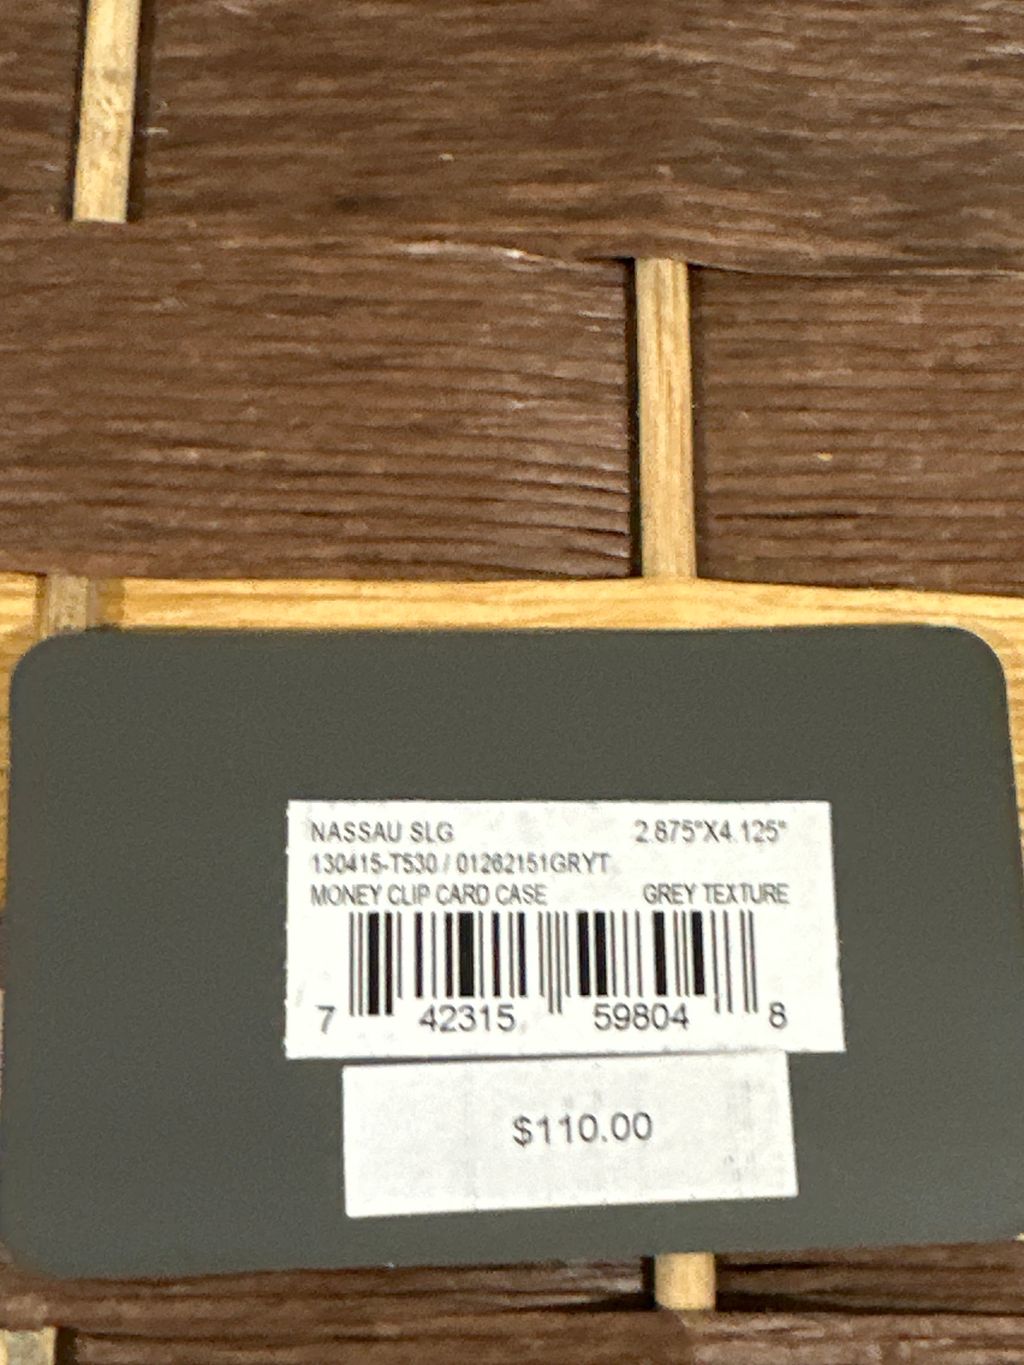 NASSAU SLG 2.875"X4.125"
130415-T530 / 01262151GRYT
MONEY CLIP CARD CASE GREY TEXTURE
7 42315 59804 8
$110.00